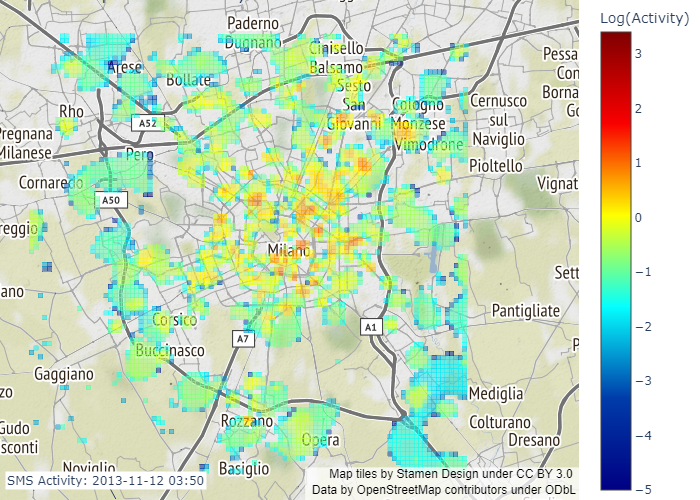 Log(Activity)
3
2
1
0
−1
−2
−3
−4
−5
Paderno
Dugnano
Cinisello
Balsamo
Arese
Bollate
Sesto
San
Giovanni
Cologno
Monzese
Vimodrone
Cernusco
sul
Naviglio
Pioltello
Pessa
Con
Borna
Go
Rho
A52
Pregnana
Milanese
Pero
Cornaredo
A50
Vignat
reggio
Milano
Sett
ano
Pantigliate
Corsico
A1
A7
Buccinasco
P
Gaggiano
zo
Mediglia
Colturano
Dresano
Rozzano
Opera
Gudo
sconti
Noviglio
Basiglio
SMS Activity: 2013-11-12 03:50
Map tiles by Stamen Design under CC BY 3.0
Data by OpenStreetMap contributors under ODbL